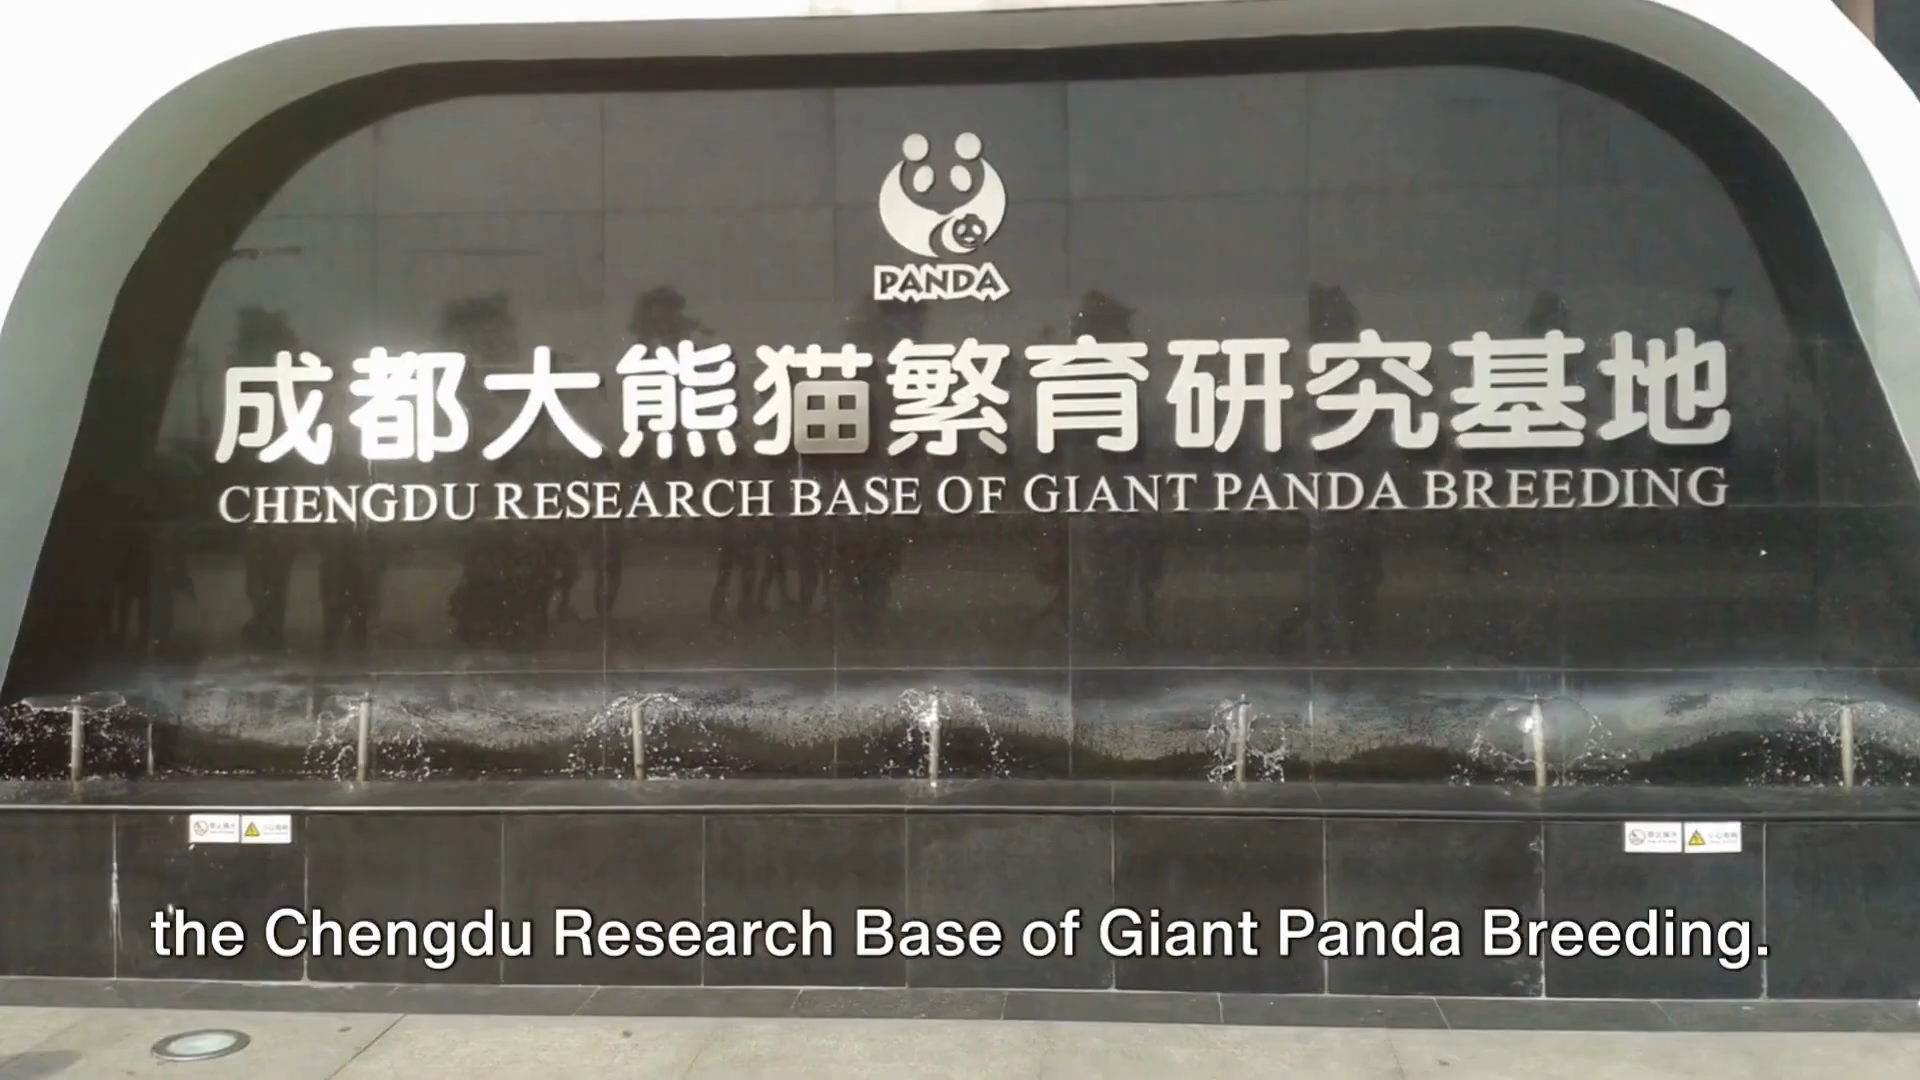 PANDA
成都大熊猫繁育研究基地
CHENGDU RESEARCH BASE OF GIANT PANDA BREEDING
the Chengdu Research Base of Giant Panda Breeding.